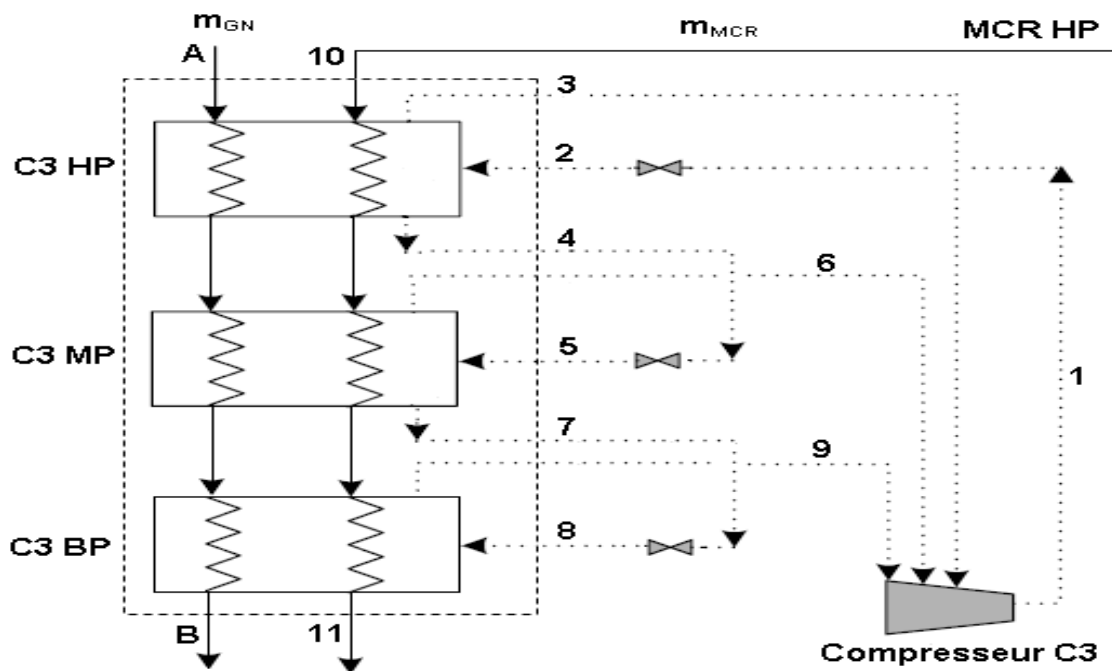 m_GN
m_MCR
MCR HP
A
10
3
C3 HP
2
4
6
C3 MP
5
1
7
9
C3 BP
8
B
11
Compresseur C3